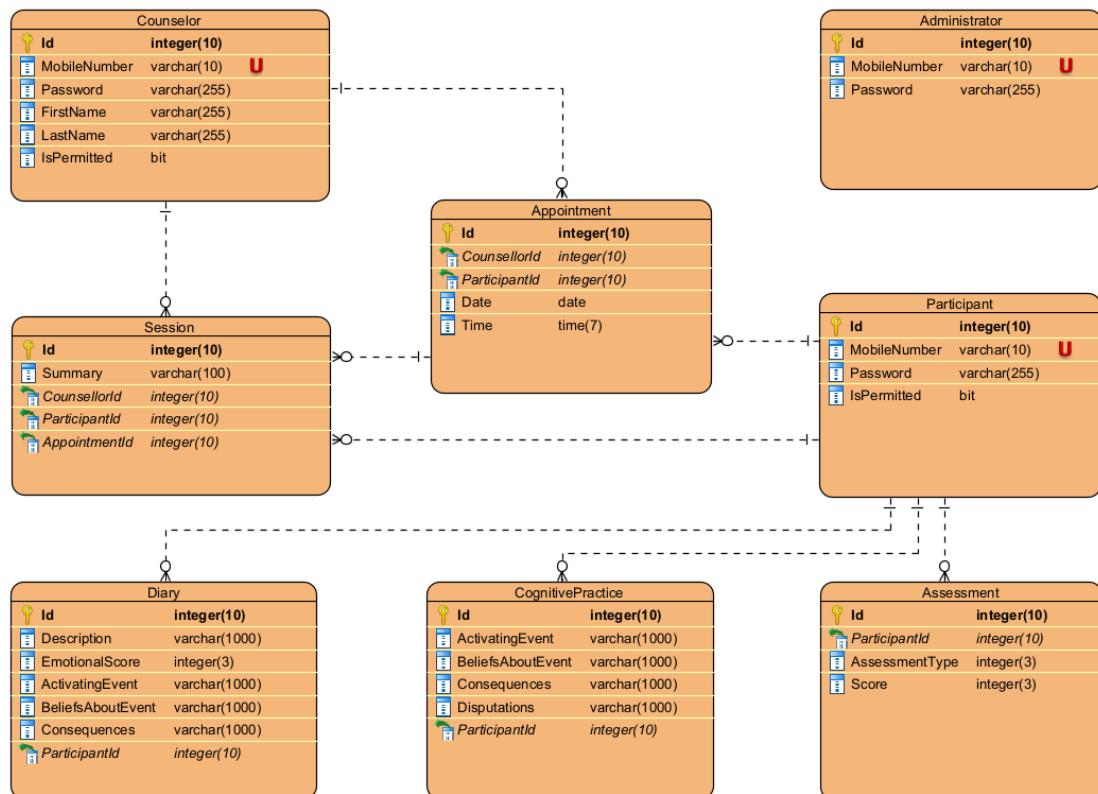 Counselor
Id integer(10)
MobileNumber varchar(10) U
Password varchar(255)
FirstName varchar(255)
LastName varchar(255)
IsPermitted bit
Administrator
Id integer(10)
MobileNumber varchar(10) U
Password varchar(255)
Appointment
Id integer(10)
CounsellorId integer(10)
ParticipantId integer(10)
Date date
Time time(7)
Session
Id integer(10)
Summary varchar(100)
CounsellorId integer(10)
ParticipantId integer(10)
AppointmentId integer(10)
Participant
Id integer(10)
MobileNumber varchar(10) U
Password varchar(255)
IsPermitted bit
Diary
Id integer(10)
Description varchar(1000)
EmotionalScore integer(3)
ActivatingEvent varchar(1000)
BeliefsAboutEvent varchar(1000)
Consequences varchar(1000)
ParticipantId integer(10)
CognitivePractice
Id integer(10)
ActivatingEvent varchar(1000)
BeliefsAboutEvent varchar(1000)
Consequences varchar(1000)
Disputations varchar(1000)
ParticipantId integer(10)
Assessment
Id integer(10)
ParticipantId integer(10)
AssessmentType integer(3)
Score integer(3)